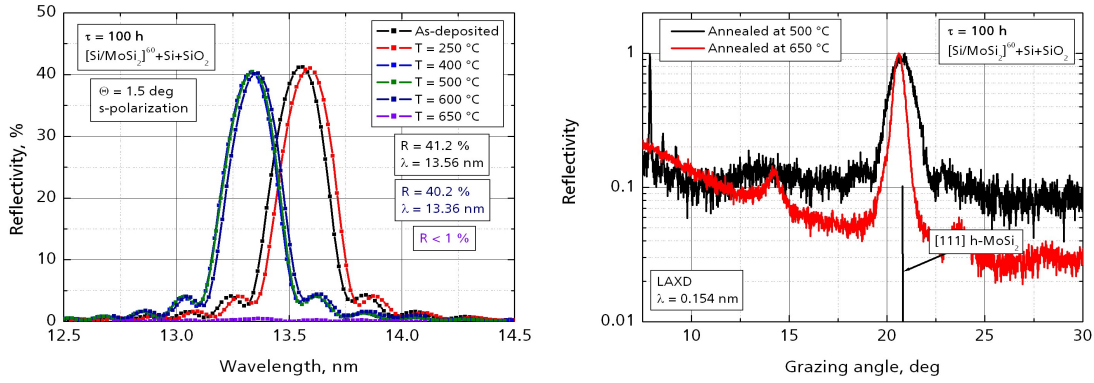 50
40
30
20
10
0
Reflectivity, %
12.5
13.0
13.5
14.0
14.5
Wavelength, nm
τ = 100 h
[Si/MoSi₂]⁶⁰+Si+SiO₂
Θ = 1.5 deg
s-polarization
As-deposited
T = 250 °C
T = 400 °C
T = 500 °C
T = 600 °C
T = 650 °C
R = 41.2 %
λ = 13.56 nm
R = 40.2 %
λ = 13.36 nm
R < 1 %
1
0.1
0.01
Reflectivity
10
15
20
25
30
Grazing angle, deg
Annealed at 500 °C
Annealed at 650 °C
τ = 100 h
[Si/MoSi₂]⁶⁰+Si+SiO₂
[111] h-MoSi₂
LAXD
λ = 0.154 nm